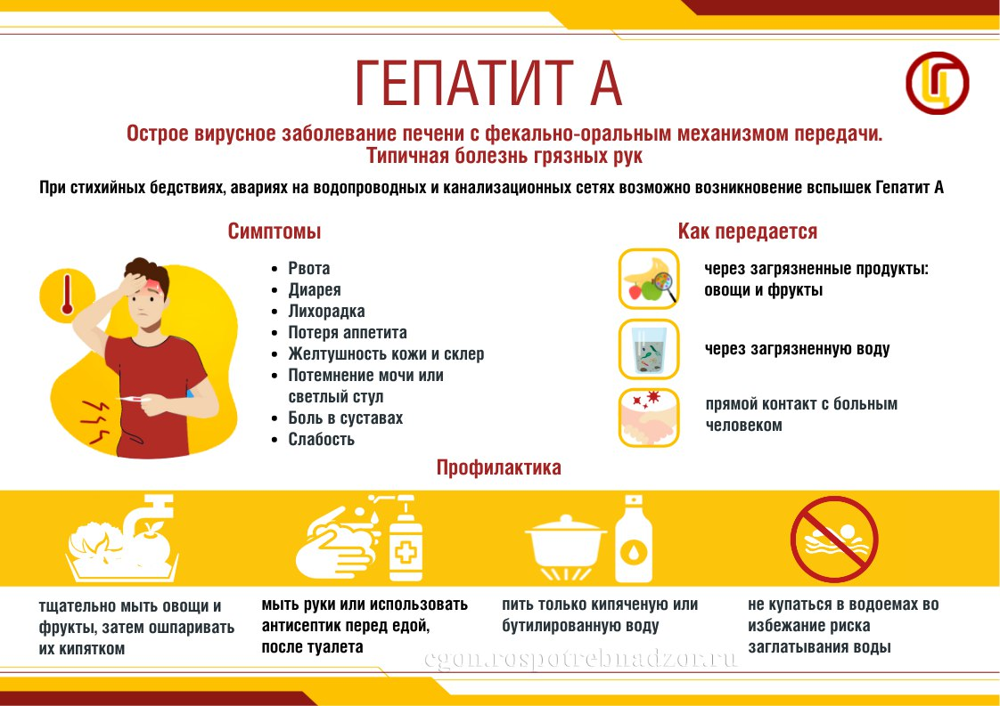 ГЕПАТИТ А
Острое вирусное заболевание печени с фекально-оральным механизмом передачи.
Типичная болезнь грязных рук
При стихийных бедствиях, авариях на водопроводных и канализационных сетях возможно возникновение вспышек Гепатит А
Симптомы
• Рвота
• Диарея
• Лихорадка
• Потеря аппетита
• Желтушность кожи и склер
• Потемнение мочи или
светлый стул
• Боль в суставах
• Слабость
Как передается
через загрязненные продукты:
овощи и фрукты
через загрязненную воду
прямой контакт с больным
человеком
Профилактика
тщательно мыть овощи и
фрукты, затем ошпаривать
их кипятком
мыть руки или использовать
антисептик перед едой,
после туалета
пить только кипяченую или
бутилированную воду
не купаться в водоемах во
избежание риска
заглатывания воды
cgon.rospotrebnadzor.ru